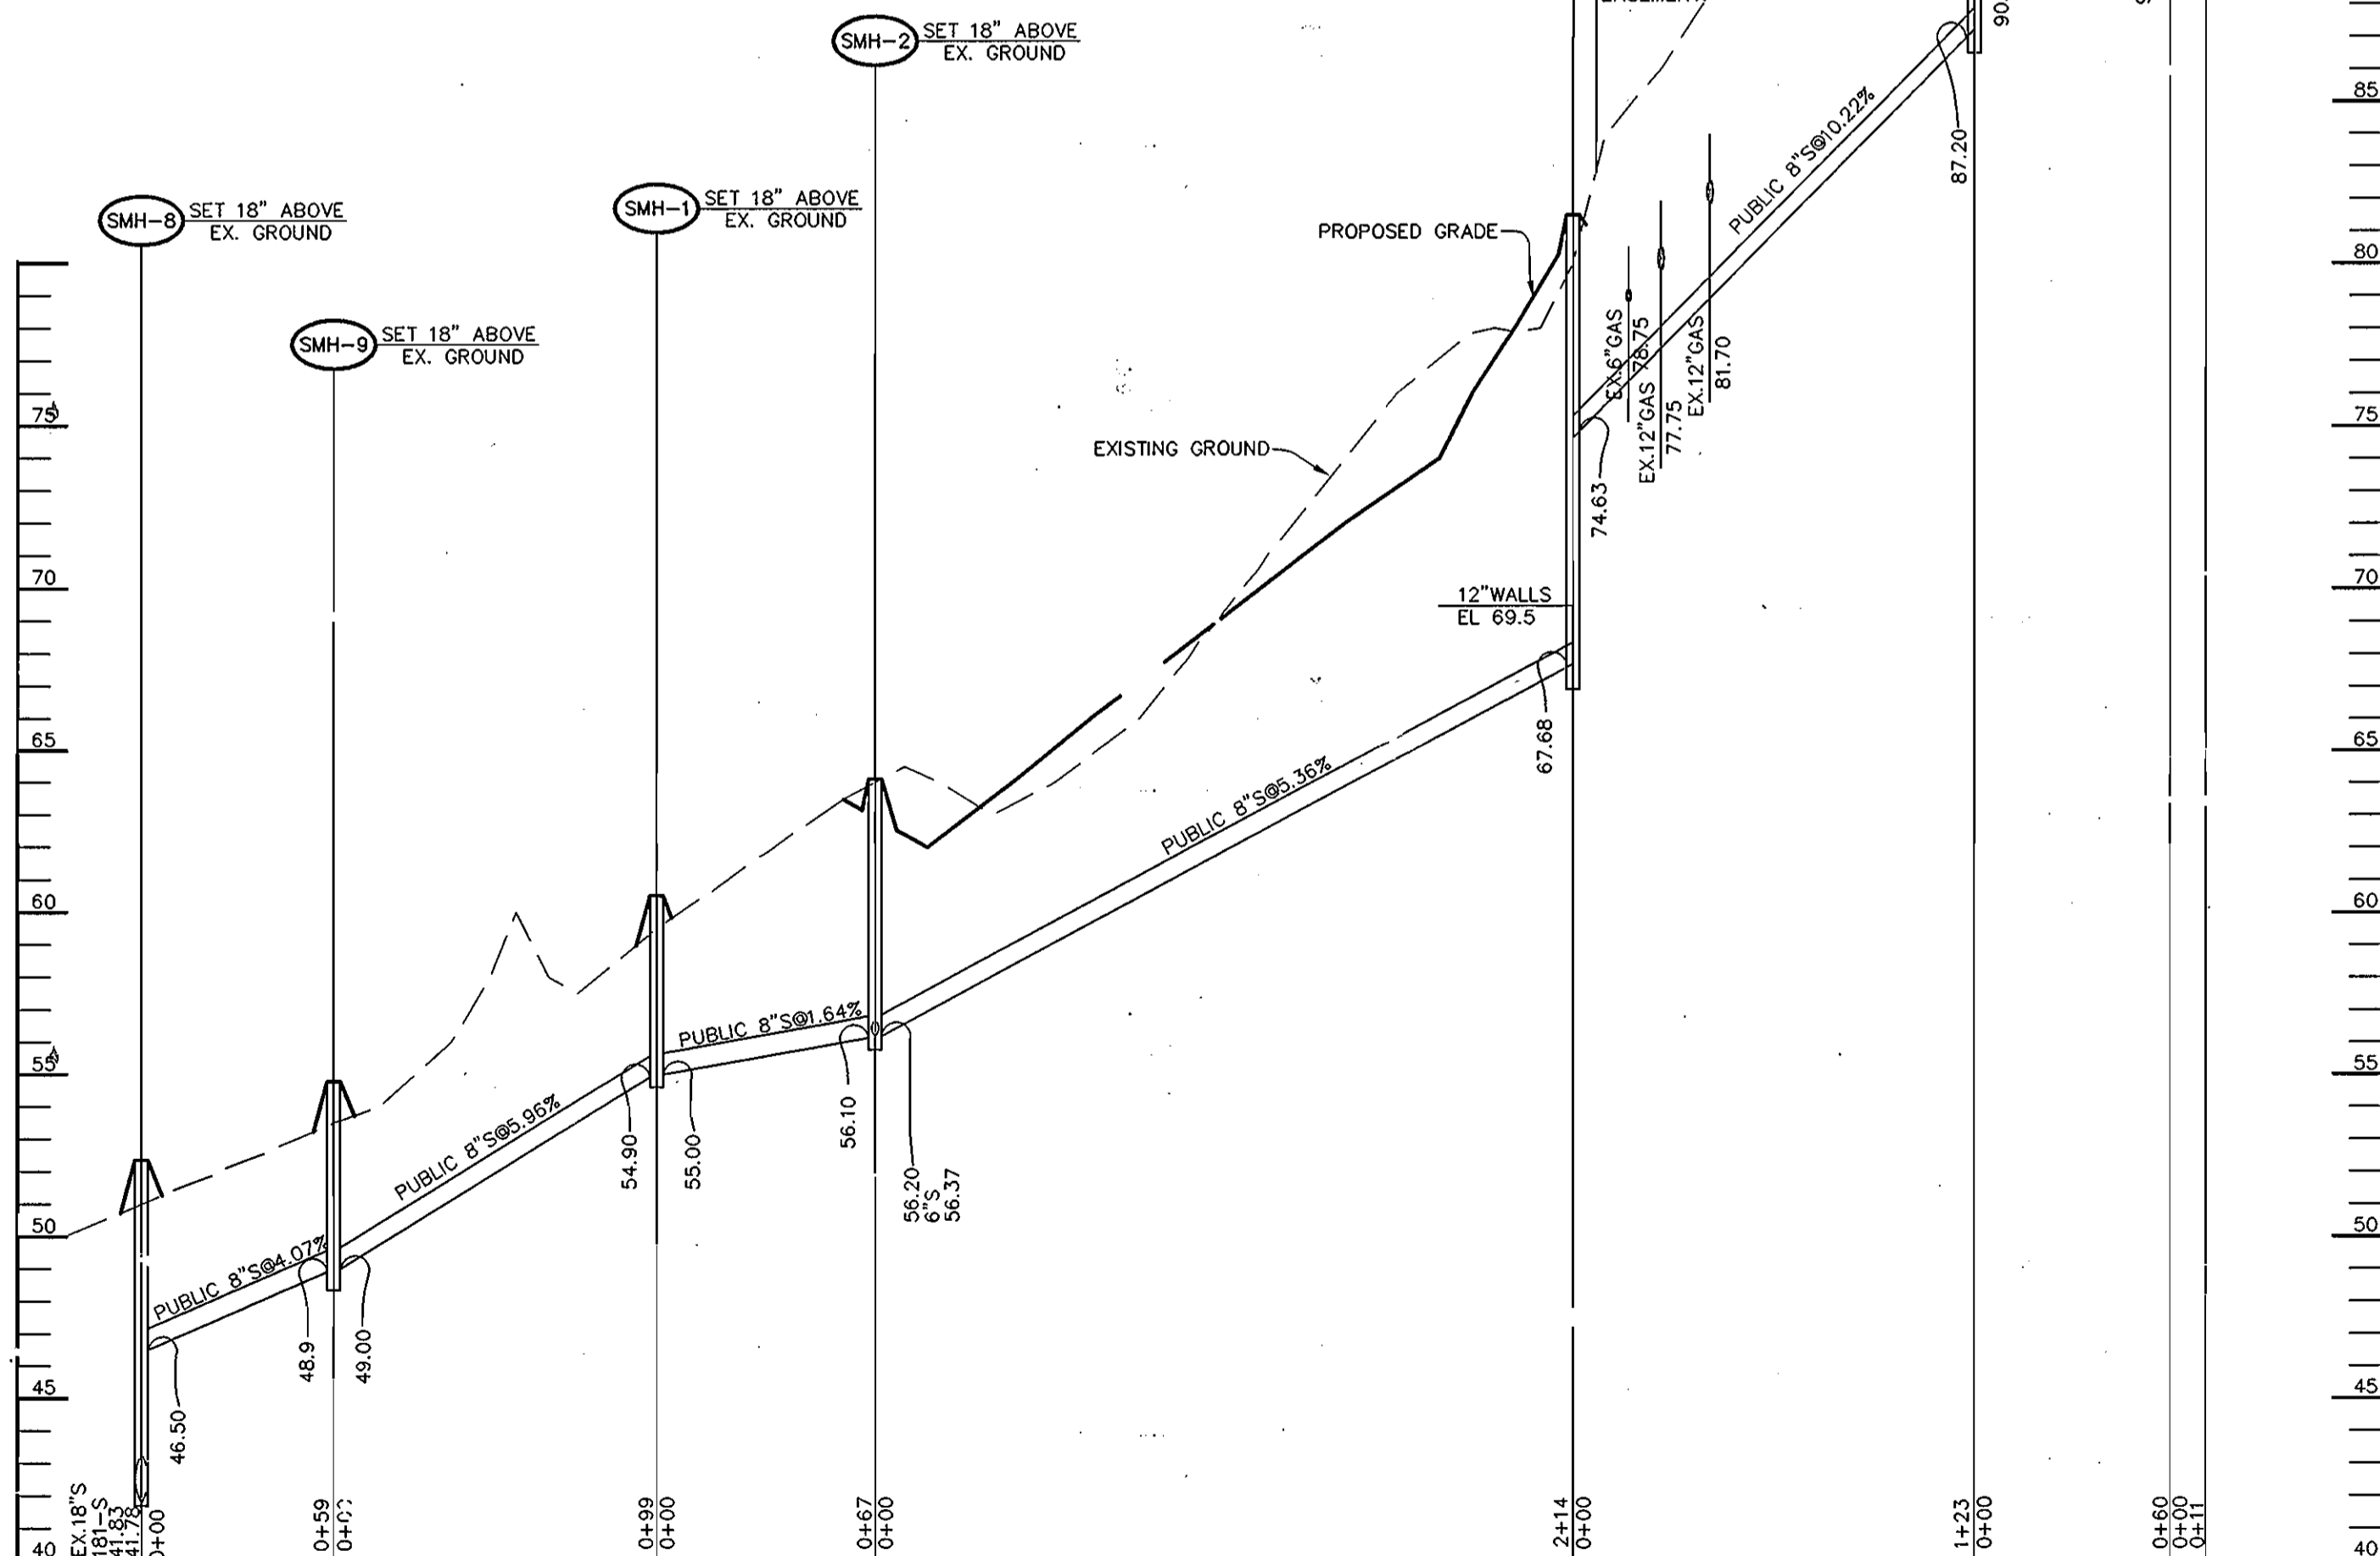 SMH-2 SET 18" ABOVE
EX. GROUND
SMH-8 SET 18" ABOVE
EX. GROUND
SMH-1 SET 18" ABOVE
EX. GROUND
SMH-9 SET 18" ABOVE
EX. GROUND
PROPOSED GRADE
EXISTING GROUND
12"WALLS
EL 69.5
PUBLIC 8"S@4.07%
PUBLIC 8"S@5.96%
PUBLIC 8"S@1.64%
PUBLIC 8"S@5.36%
PUBLIC 8"S@10.22%
EX.6"GAS
78.75
EX.12"GAS
77.75
EX.12"GAS
81.70
46.50
48.9
49.00
54.90
55.00
56.10
56.20
6"S
56.37
67.68
74.63
87.20
75
70
65
60
55
50
45
40
85
80
75
70
65
60
55
50
45
40
EX.18"S
181-S
41.83
41.78
0+00
0+59
0+00
0+99
0+00
0+67
0+00
2+14
0+00
1+23
0+00
0+60
0+00
0+11